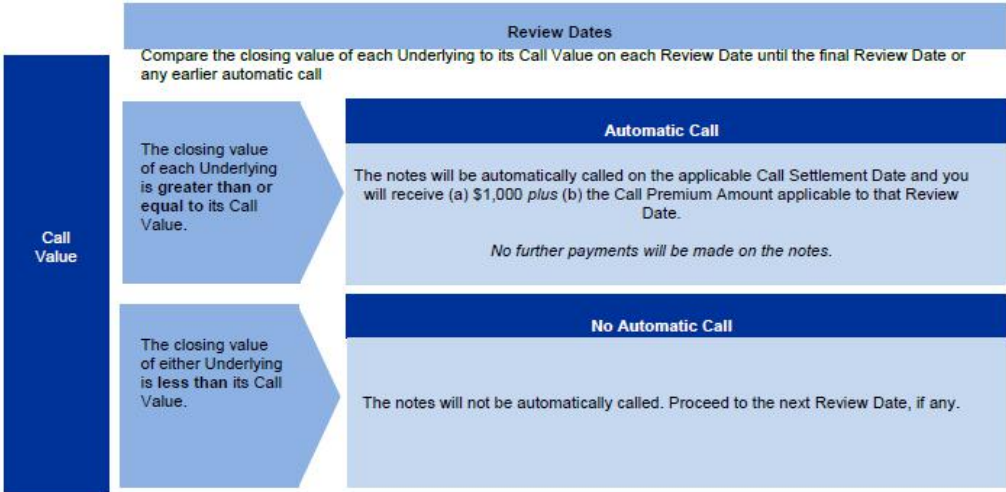 Review Dates
Compare the closing value of each Underlying to its Call Value on each Review Date until the final Review Date or
any earlier automatic call
Call
Value
The closing value
of each Underlying
is greater than or
equal to its Call
Value.
Automatic Call
The notes will be automatically called on the applicable Call Settlement Date and you
will receive (a) $1,000 plus (b) the Call Premium Amount applicable to that Review
Date.
No further payments will be made on the notes.
The closing value
of either Underlying
is less than its Call
Value.
No Automatic Call
The notes will not be automatically called. Proceed to the next Review Date, if any.